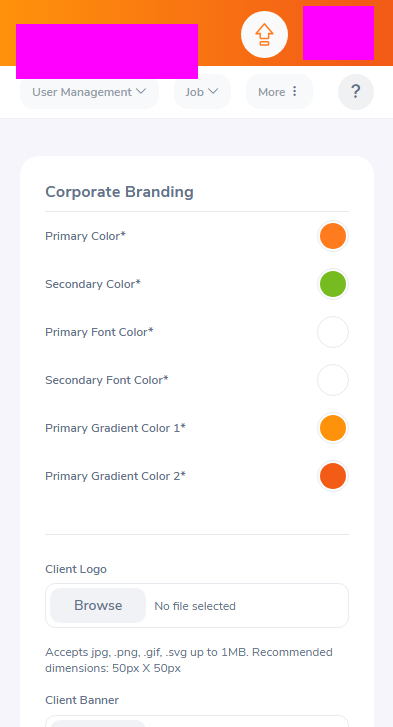 User Management Job More ?
Corporate Branding
Primary Color*
Secondary Color*
Primary Font Color*
Secondary Font Color*
Primary Gradient Color 1*
Primary Gradient Color 2*
Client Logo
Browse No file selected
Accepts jpg, .png, .gif, .svg up to 1MB. Recommended
dimensions: 50px X 50px
Client Banner